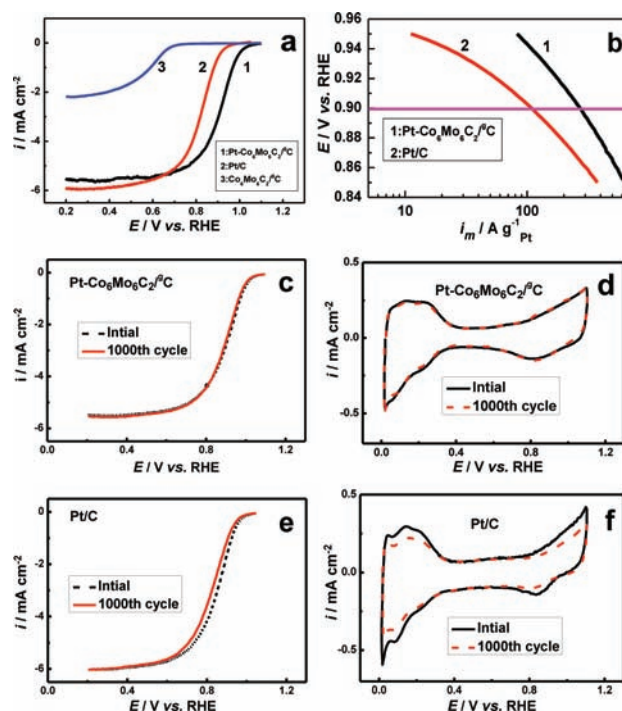 a
0
-2
-4
-6
i / mA cm-2
3 2 1
1:Pt-Co6Mo6C2/gC
2:Pt/C
3:Co6Mo6C2/gC
0.2 0.4 0.6 0.8 1.0 1.2
E / V vs. RHE
b
0.96
0.92
0.88
0.84
E / V vs. RHE
2 1
1:Pt-Co6Mo6C2/gC
2:Pt/C
10 100
im / A g-1Pt
c
0
-2
-4
-6
i / mA cm-2
Pt-Co6Mo6C2/gC
Intial
1000th cycle
0.0 0.4 0.8 1.2
E / V vs. RHE
d
0.5
0.0
-0.5
i / mA cm-2
Pt-Co6Mo6C2/gC
Intial
1000th cycle
0.0 0.4 0.8 1.2
E / V vs. RHE
e
0
-2
-4
-6
i / mA cm-2
Pt/C
Intial
1000th cycle
0.0 0.4 0.8 1.2
E / V vs. RHE
f
0.5
0.0
-0.5
i / mA cm-2
Pt/C
Intial
1000th cycle
0.0 0.4 0.8 1.2
E / V vs. RHE